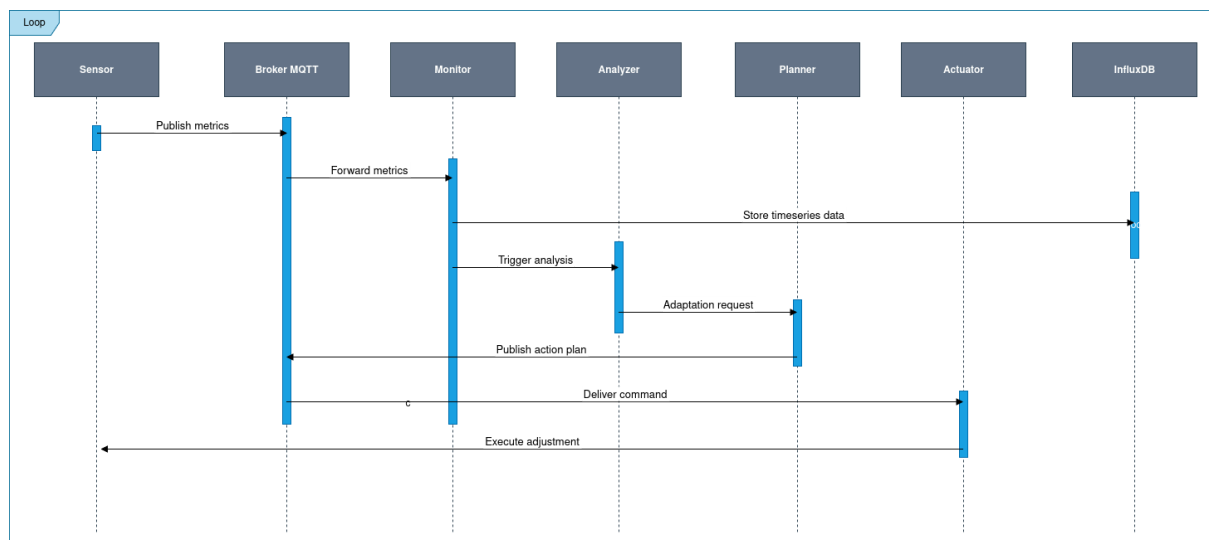 Loop
Sensor
Broker MQTT
Monitor
Analyzer
Planner
Actuator
InfluxDB
Publish metrics
Forward metrics
Store timeseries data
Trigger analysis
Adaptation request
Publish action plan
Deliver command
c
Execute adjustment